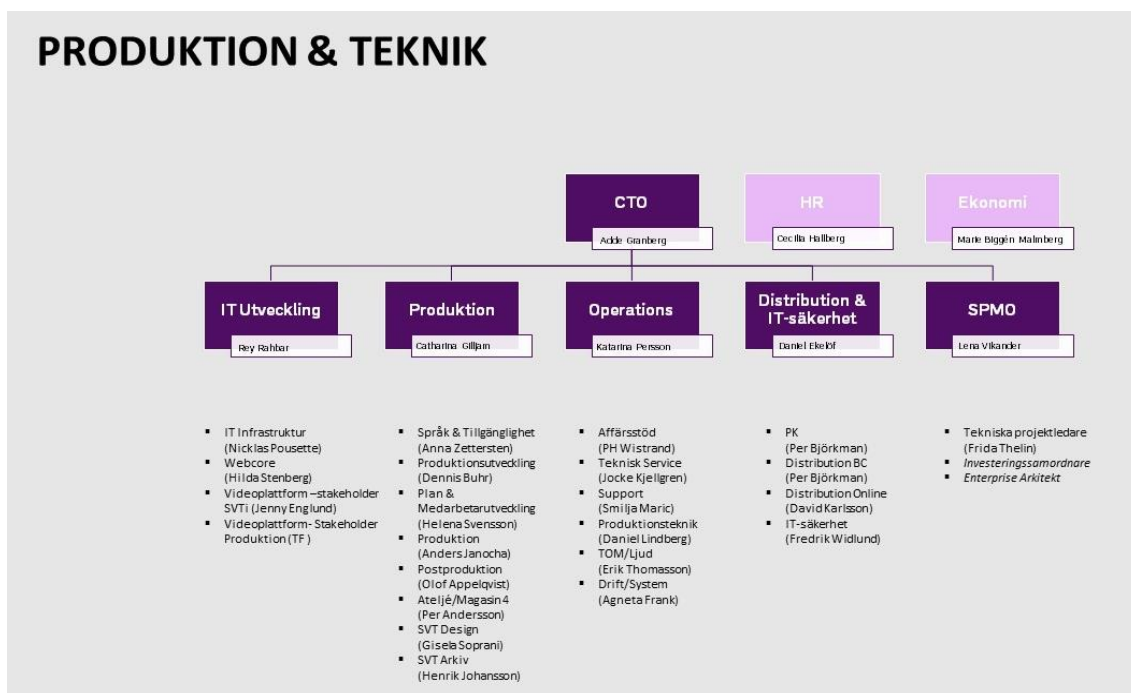 PRODUKTION & TEKNIK
CTO
Adde Granberg
HR
Cecilia Hallberg
Ekonomi
Marie Biggén Malmberg
IT Utveckling
Rey Rahbar
Produktion
Catharina Gilljam
Operations
Katarina Persson
Distribution &
IT-säkerhet
Daniel Ekelöf
SPMO
Lena Vikander
▪ IT Infrastruktur
(Nicklas Pousette)
▪ Webcore
(Hilda Stenberg)
▪ Videoplattform –stakeholder
SVTi (Jenny Englund)
▪ Videoplattform- Stakeholder
Produktion (TF )
▪ Språk & Tillgänglighet
(Anna Zettersten)
▪ Produktionsutveckling
(Dennis Buhr)
▪ Plan &
Medarbetarutveckling
(Helena Svensson)
▪ Produktion
(Anders Janocha)
▪ Postproduktion
(Olof Appelqvist)
▪ Ateljé/Magasin 4
(Per Andersson)
▪ SVT Design
(Gisela Soprani)
▪ SVT Arkiv
(Henrik Johansson)
▪ Affärsstöd
(PH Wistrand)
▪ Teknisk Service
(Jocke Kjellgren)
▪ Support
(Smilja Maric)
▪ Produktionsteknik
(Daniel Lindberg)
▪ TOM/Ljud
(Erik Thomasson)
▪ Drift/System
(Agneta Frank)
▪ PK
(Per Björkman)
▪ Distribution BC
(Per Björkman)
▪ Distribution Online
(David Karlsson)
▪ IT-säkerhet
(Fredrik Widlund)
▪ Tekniska projektledare
(Frida Thelin)
▪ Investeringssamordnare
▪ Enterprise Arkitekt